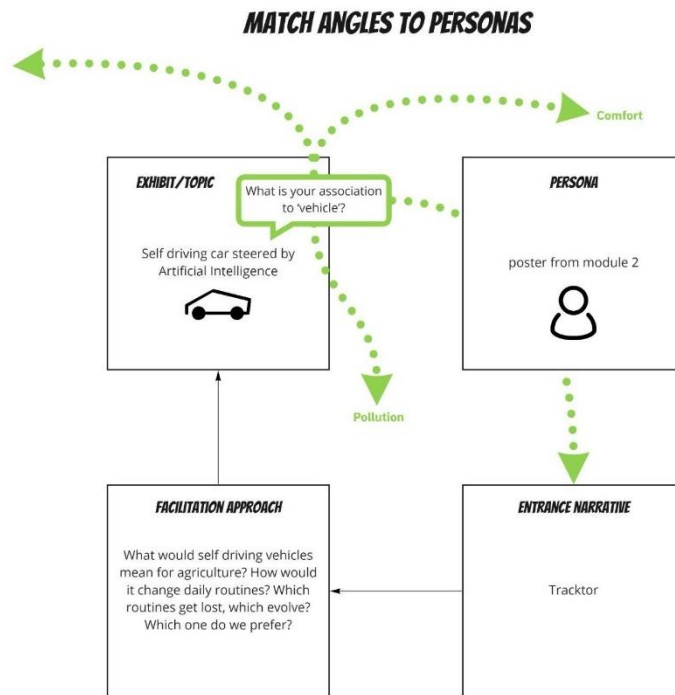 MATCH ANGLES TO PERSONAS
Comfort
EXHIBIT/TOPIC
What is your association
to 'vehicle'?
Self driving car steered by
Artificial Intelligence
PERSONA
poster from module 2
Pollution
FACILITATION APPROACH
What would self driving vehicles
mean for agriculture? How would
it change daily routines? Which
routines get lost, which evolve?
Which one do we prefer?
ENTRANCE NARRATIVE
Tracktor